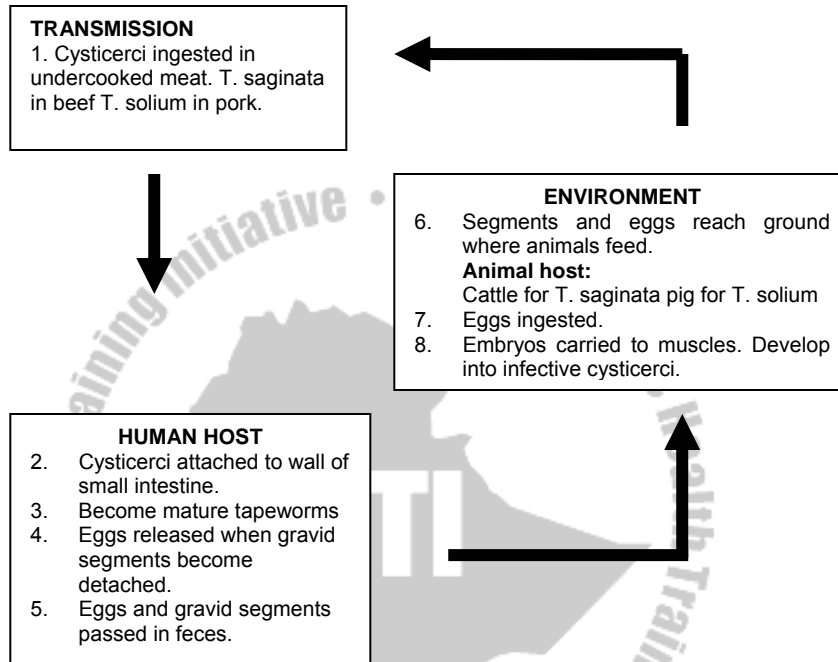 TRANSMISSION
1. Cysticerci ingested in
undercooked meat. T. saginata
in beef T. solium in pork.
ENVIRONMENT
6. Segments and eggs reach ground
where animals feed.
Animal host:
Cattle for T. saginata pig for T. solium
7. Eggs ingested.
8. Embryos carried to muscles. Develop
into infective cysticerci.
HUMAN HOST
2. Cysticerci attached to wall of
small intestine.
3. Become mature tapeworms
4. Eggs released when gravid
segments become
detached.
5. Eggs and gravid segments
passed in feces.
aining Initiative •
TI